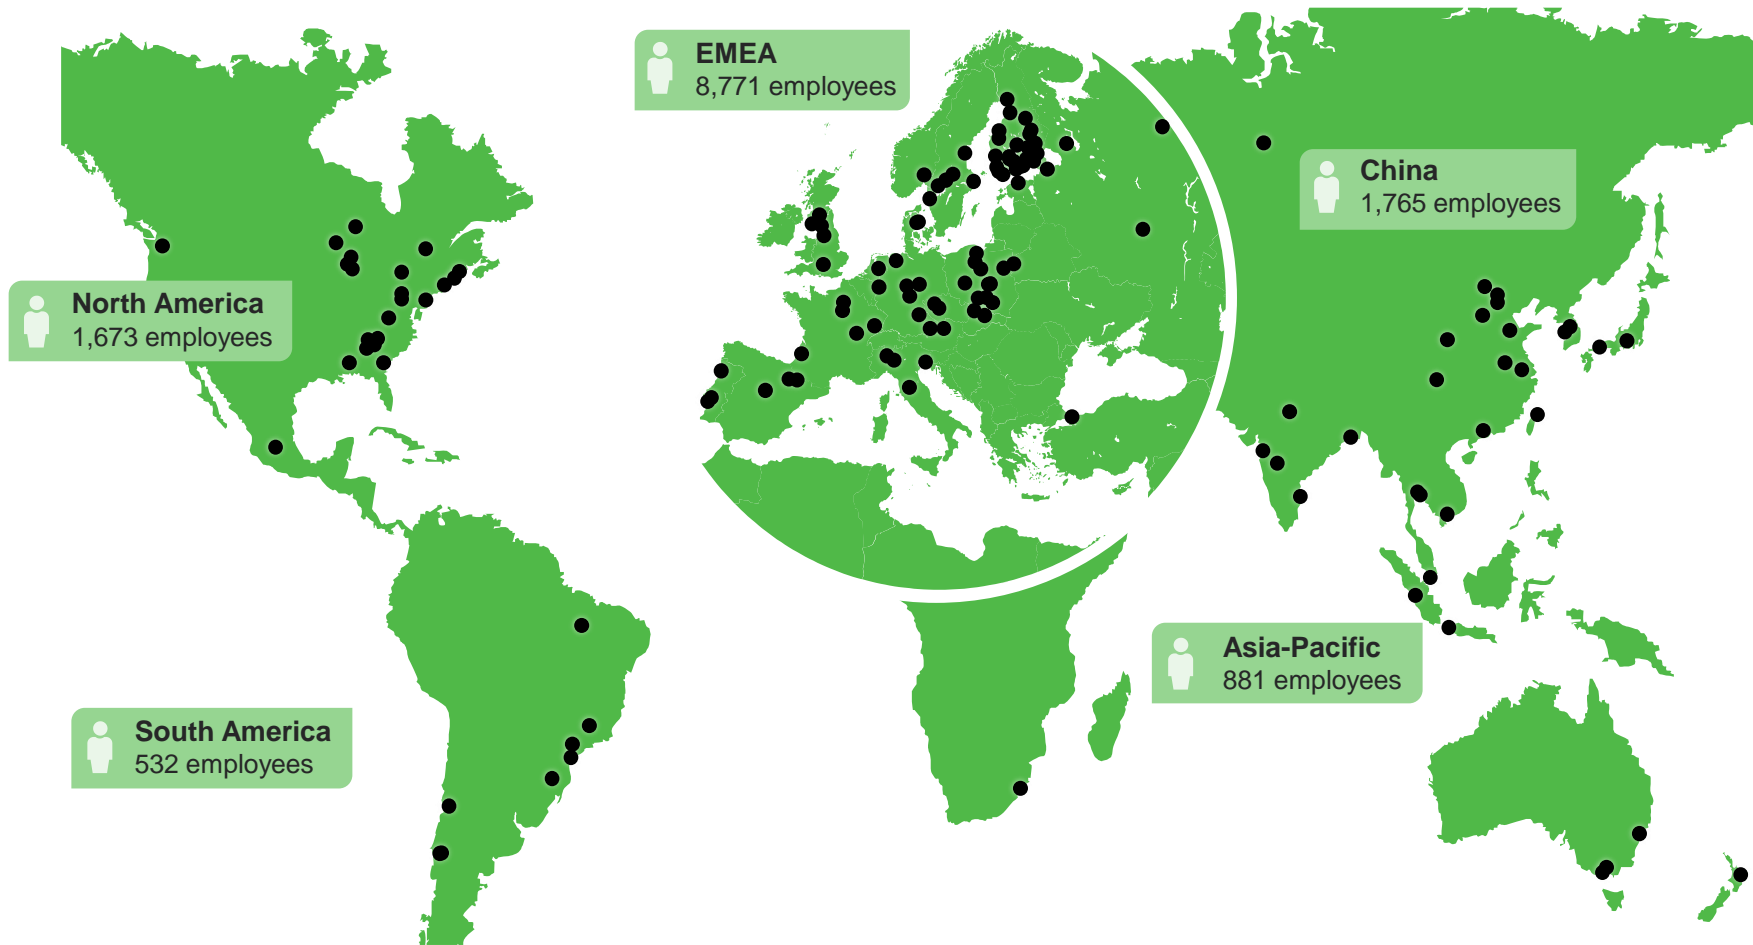 EMEA
8,771 employees
China
1,765 employees
North America
1,673 employees
Asia-Pacific
881 employees
South America
532 employees